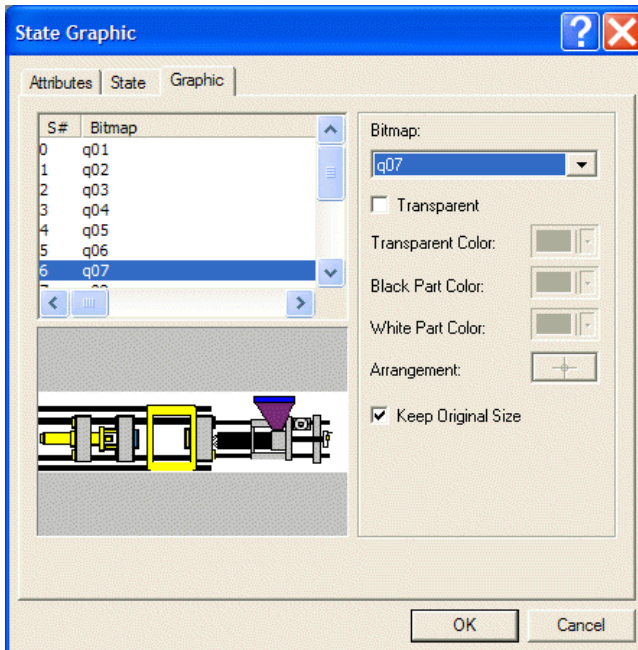 State Graphic
Attributes State Graphic
S# Bitmap
0 q01
1 q02
2 q03
3 q04
4 q05
5 q06
6 q07
Bitmap:
q07
Transparent
Transparent Color:
Black Part Color:
White Part Color:
Arrangement:
Keep Original Size
OK Cancel